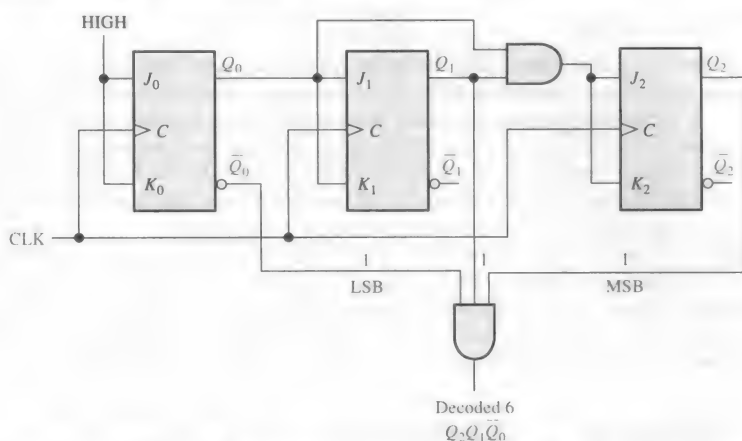 HIGH
Q₀
Q₁
Q₂
J₀
J₁
J₂
C
C
C
Q̅₀
Q̅₁
Q̅₂
K₀
K₁
K₂
CLK
1
1
1
LSB
MSB
Decoded 6
Q₂Q₁Q̅₀